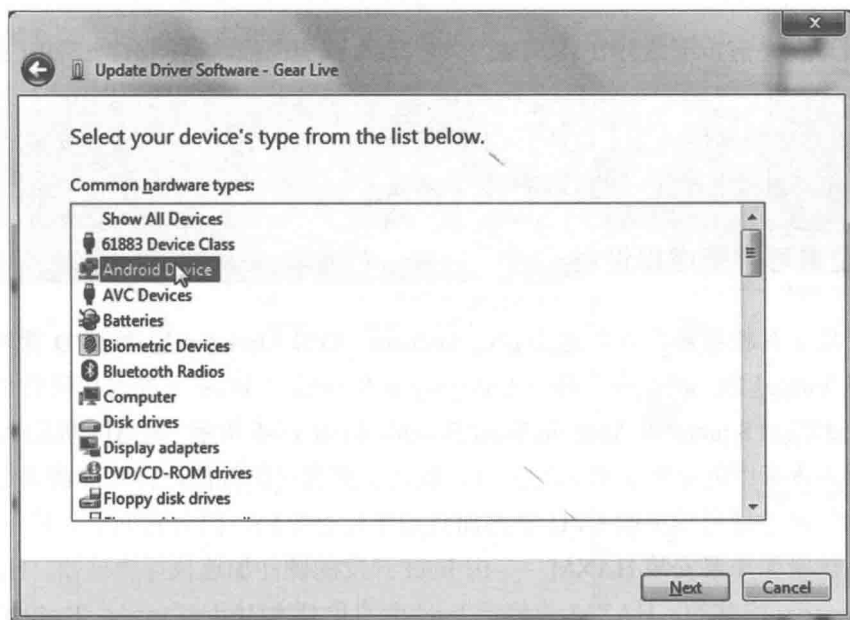 Update Driver Software - Gear Live
Select your device's type from the list below.
Common hardware types:
Show All Devices
61883 Device Class
Android Device
AVC Devices
Batteries
Biometric Devices
Bluetooth Radios
Computer
Disk drives
Display adapters
DVD/CD-ROM drives
Floppy disk drives
Next
Cancel